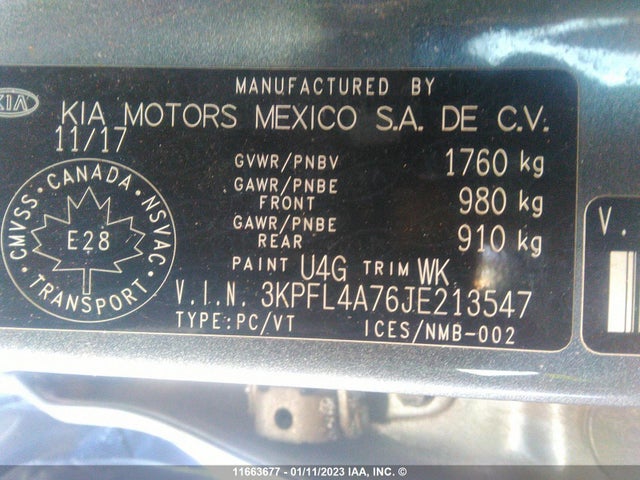 MANUFACTURED BY
KIA
KIA MOTORS MEXICO S.A. DE C.V.
11/17
GVWR/PNBV 1760 kg
GAWR/PNBE FRONT 980 kg
GAWR/PNBE REAR 910 kg
CANADA
CMVSS NSVAC
E28
TRANSPORT
PAINT U4G TRIM WK
V.I.N. 3KPFL4A76JE213547
TYPE:PC/VT ICES/NMB-002
V.
11663677 - 01/11/2023 IAA, INC. ©